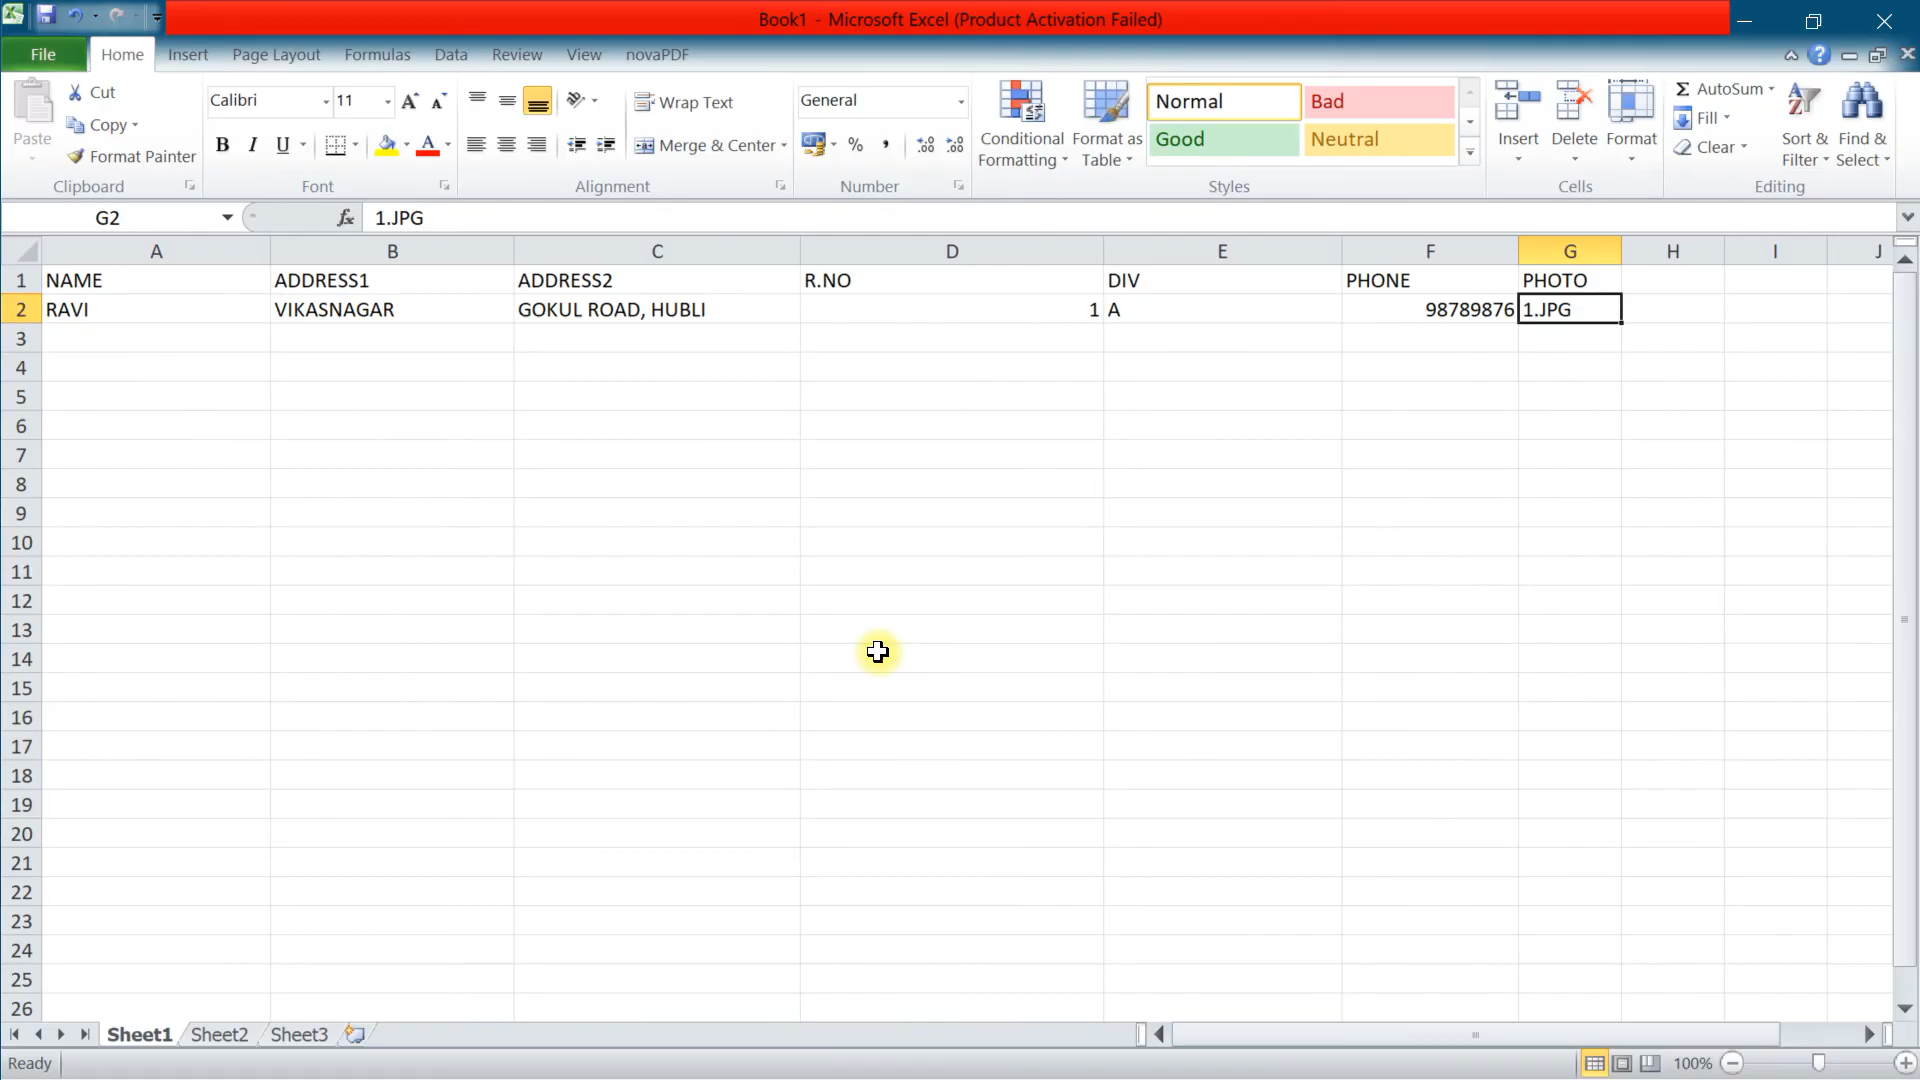 Book1 - Microsoft Excel (Product Activation Failed)
File Home Insert Page Layout Formulas Data Review View novaPDF
Paste
Cut
Copy
Format Painter
Clipboard
Calibri 11
B I U
Font
Wrap Text
Merge & Center
Alignment
General
%
Number
Conditional Formatting
Format as Table
Normal Bad
Good Neutral
Styles
Insert Delete Format
Cells
Σ AutoSum
Fill
Clear
Sort & Filter
Find & Select
Editing
G2 fx 1.JPG
A B C D E F G H I J
1 NAME ADDRESS1 ADDRESS2 R.NO DIV PHONE PHOTO
2 RAVI VIKASNAGAR GOKUL ROAD, HUBLI 1 A 98789876 1.JPG
3
4
5
6
7
8
9
10
11
12
13
14
15
16
17
18
19
20
21
22
23
24
25
26
Sheet1 Sheet2 Sheet3
Ready 100%